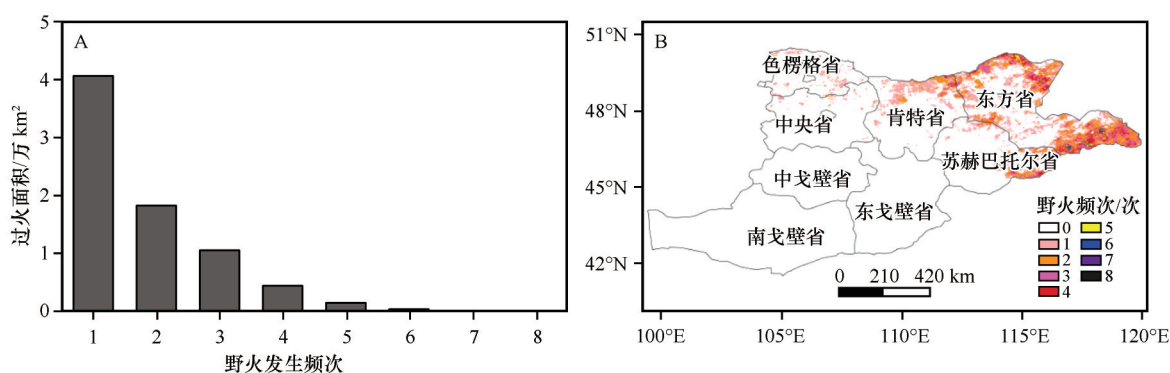 A
5
4
3
2
1
0
过火面积/万 km²
1 2 3 4 5 6 7 8
野火发生频次
B
51°N
48°N
45°N
42°N
色楞格省
中央省
肯特省
东方省
苏赫巴托尔省
中戈壁省
东戈壁省
南戈壁省
野火频次/次
0 5
1 6
2 7
3 8
4
0 210 420 km
100°E 105°E 110°E 115°E 120°E